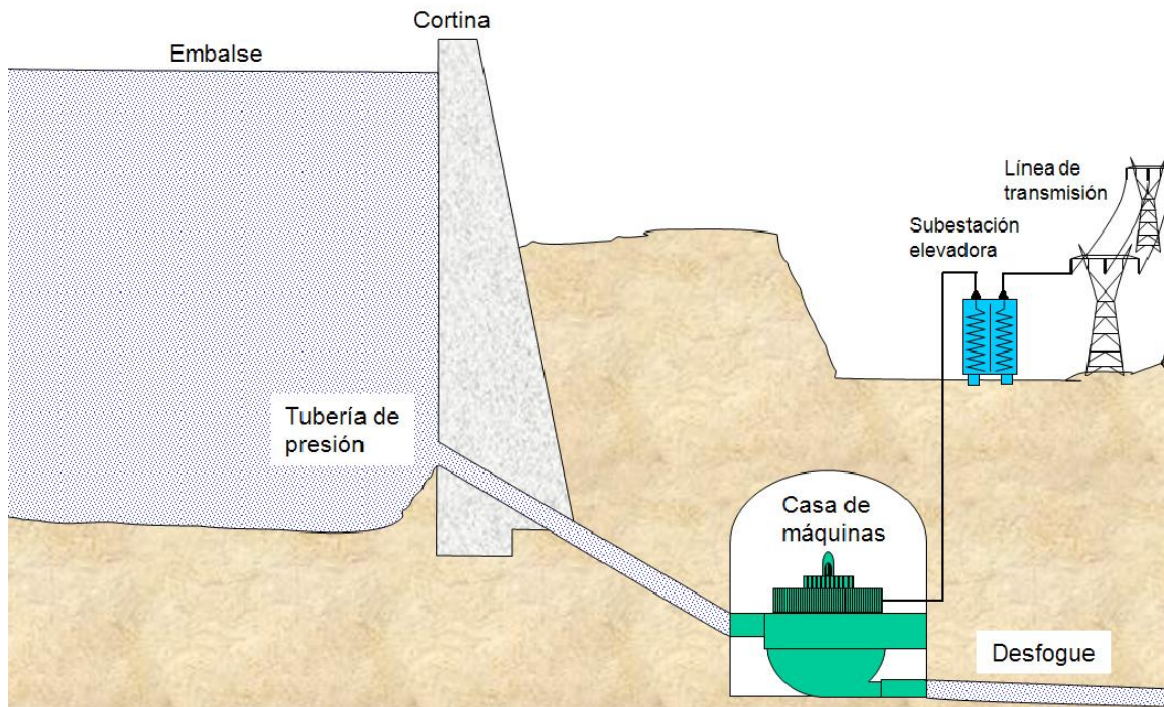 Cortina
Embalse
Línea de
transmisión
Subestación
elevadora
Tubería de
presión
Casa de
máquinas
Desfogue